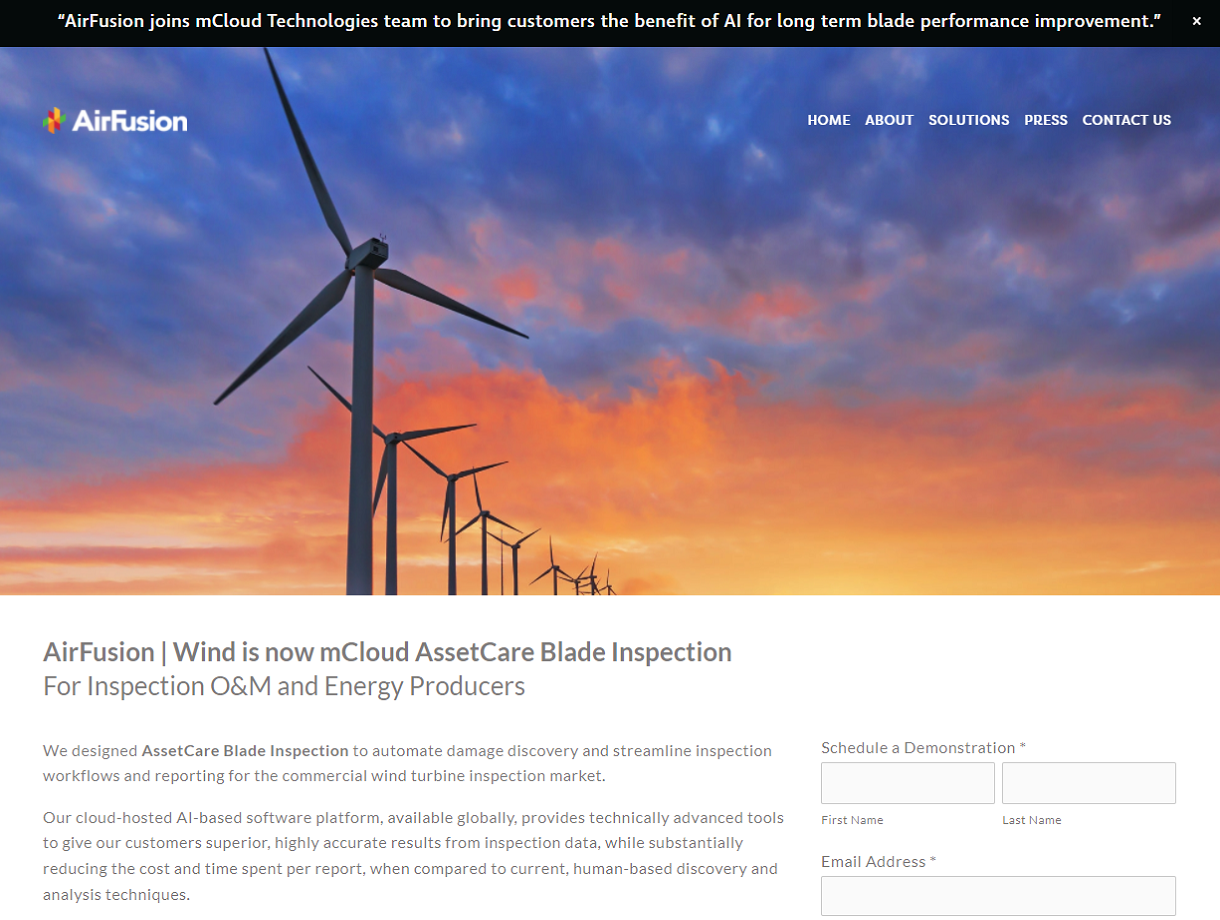 “AirFusion joins mCloud Technologies team to bring customers the benefit of AI for long term blade performance improvement.” ×
AirFusion
HOME ABOUT SOLUTIONS PRESS CONTACT US
AirFusion | Wind is now mCloud AssetCare Blade Inspection
For Inspection O&M and Energy Producers
We designed AssetCare Blade Inspection to automate damage discovery and streamline inspection
workflows and reporting for the commercial wind turbine inspection market.
Our cloud-hosted AI-based software platform, available globally, provides technically advanced tools
to give our customers superior, highly accurate results from inspection data, while substantially
reducing the cost and time spent per report, when compared to current, human-based discovery and
analysis techniques.
Schedule a Demonstration *
First Name Last Name
Email Address *